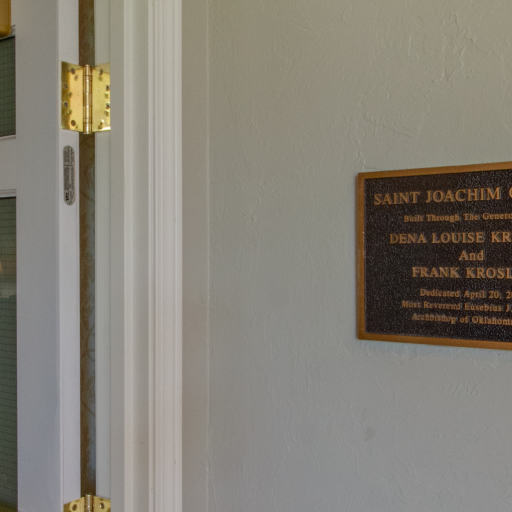 SAINT JOACHIM
Built Through The
DENA LOUISE
And
FRANK
Dedicated April 20,
Most Reverend Eusebius J.
Archbishop of